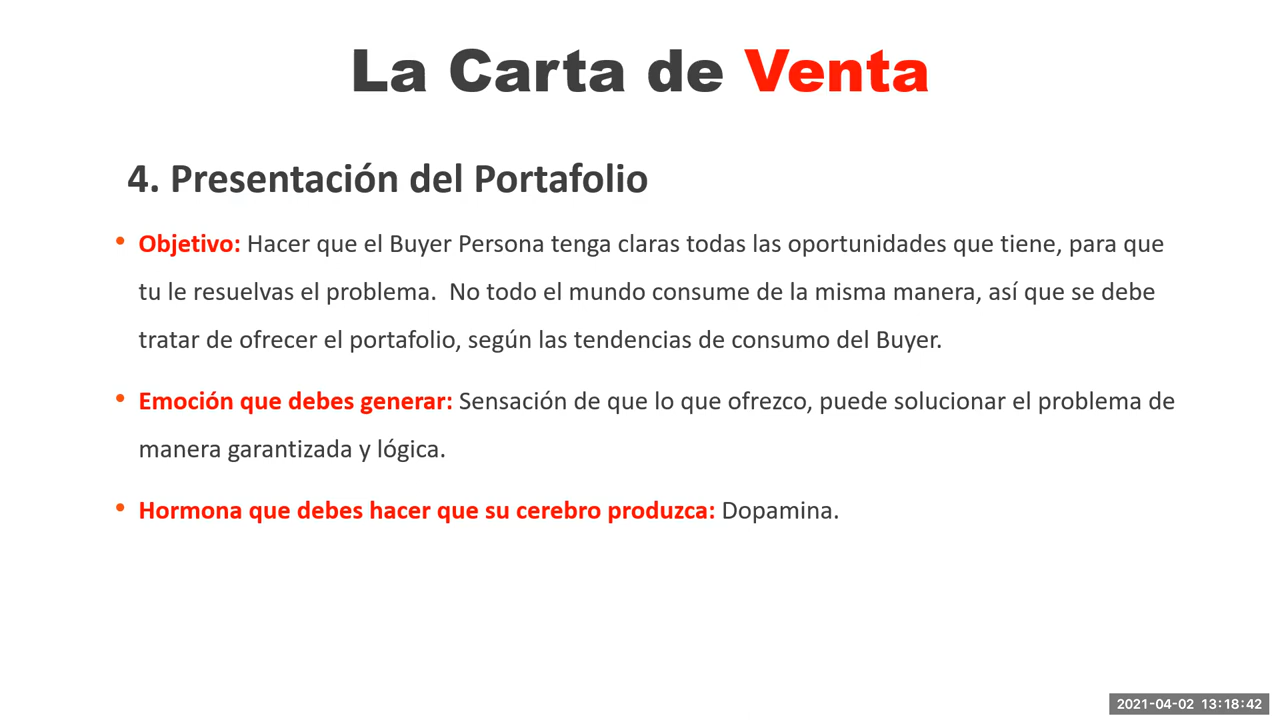 La Carta de Venta
4. Presentación del Portafolio
• Objetivo: Hacer que el Buyer Persona tenga claras todas las oportunidades que tiene, para que
tu le resuelvas el problema.  No todo el mundo consume de la misma manera, así que se debe
tratar de ofrecer el portafolio, según las tendencias de consumo del Buyer.
• Emoción que debes generar: Sensación de que lo que ofrezco, puede solucionar el problema de
manera garantizada y lógica.
• Hormona que debes hacer que su cerebro produzca: Dopamina.
2021-04-02 13:18:42